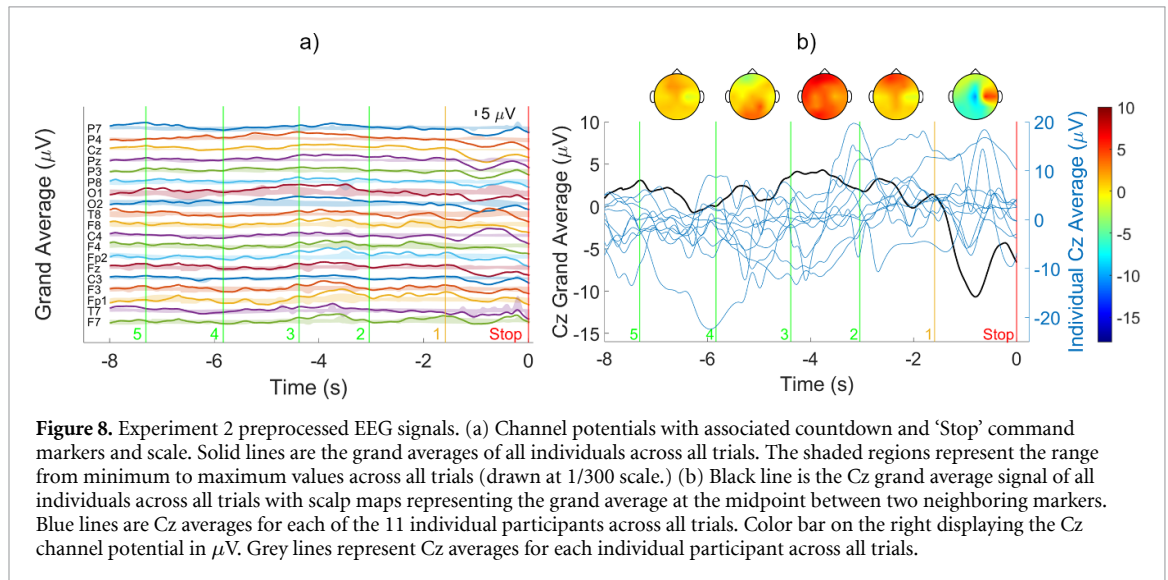 a)
b)
5 µV
Grand Average (µV)
P7
P4
Cz
Pz
P3
P8
O1
O2
T8
F8
C4
F4
Fp2
Fz
C3
F3
Fp1
T7
F7
5
4
3
2
1
Stop
-8
-6
-4
-2
0
Time (s)
Cz Grand Average (µV)
10
5
0
-5
-10
-15
5
4
3
2
1
Stop
-8
-6
-4
-2
0
Time (s)
20
10
0
-10
-20
Individual Cz Average (µV)
10
5
0
-5
-10
-15
Figure 8. Experiment 2 preprocessed EEG signals. (a) Channel potentials with associated countdown and ‘Stop’ command
markers and scale. Solid lines are the grand averages of all individuals across all trials. The shaded regions represent the range
from minimum to maximum values across all trials (drawn at 1/300 scale.) (b) Black line is the Cz grand average signal of all
individuals across all trials with scalp maps representing the grand average at the midpoint between two neighboring markers.
Blue lines are Cz averages for each of the 11 individual participants across all trials. Color bar on the right displaying the Cz
channel potential in µV. Grey lines represent Cz averages for each individual participant across all trials.